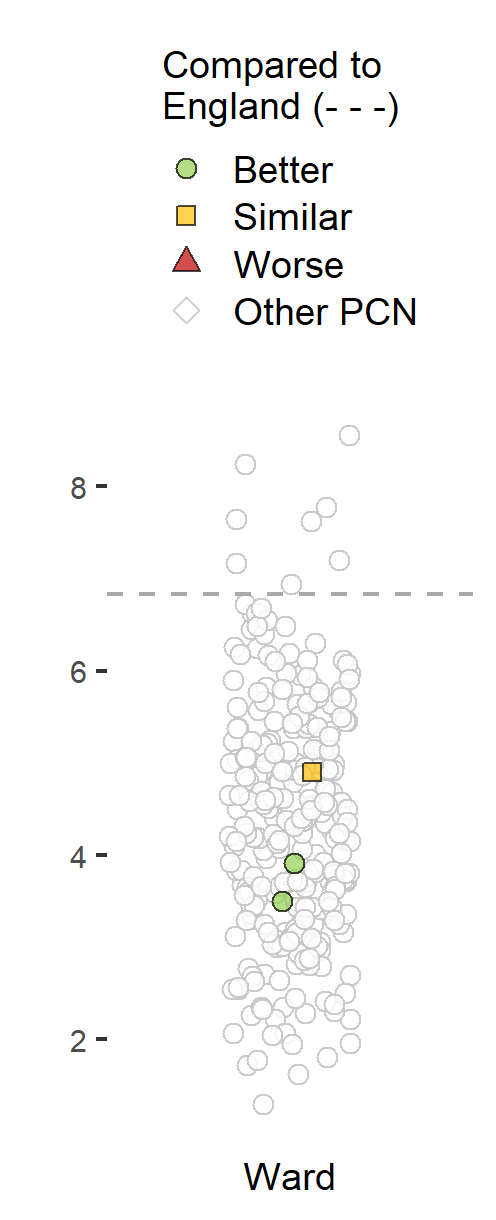 Compared to
England (- - -)
Better
Similar
Worse
Other PCN
8
6
4
2
Ward